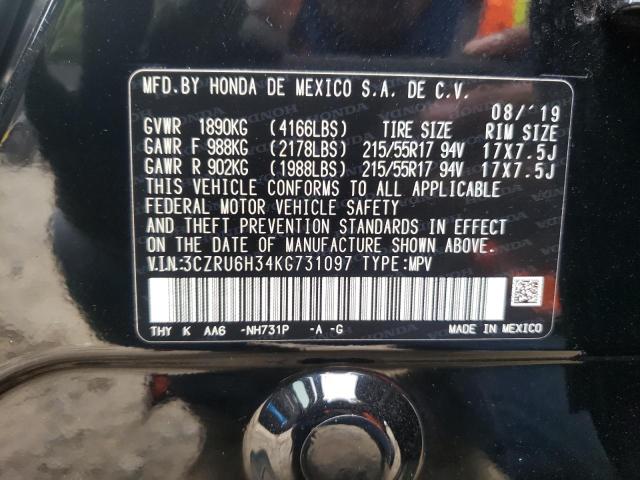 MFD.BY HONDA DE MEXICO S.A. DE C.V.
08/'19
GVWR 1890KG (4166LBS) TIRE SIZE RIM SIZE
GAWR F 988KG (2178LBS) 215/55R17 94V 17X7.5J
GAWR R 902KG (1988LBS) 215/55R17 94V 17X7.5J
THIS VEHICLE CONFORMS TO ALL APPLICABLE
FEDERAL MOTOR VEHICLE SAFETY
AND THEFT PREVENTION STANDARDS IN EFFECT
ON THE DATE OF MANUFACTURE SHOWN ABOVE.
V.I.N:3CZRU6H34KG731097 TYPE:MPV
THY K AA6 -NH731P -A -G MADE IN MEXICO